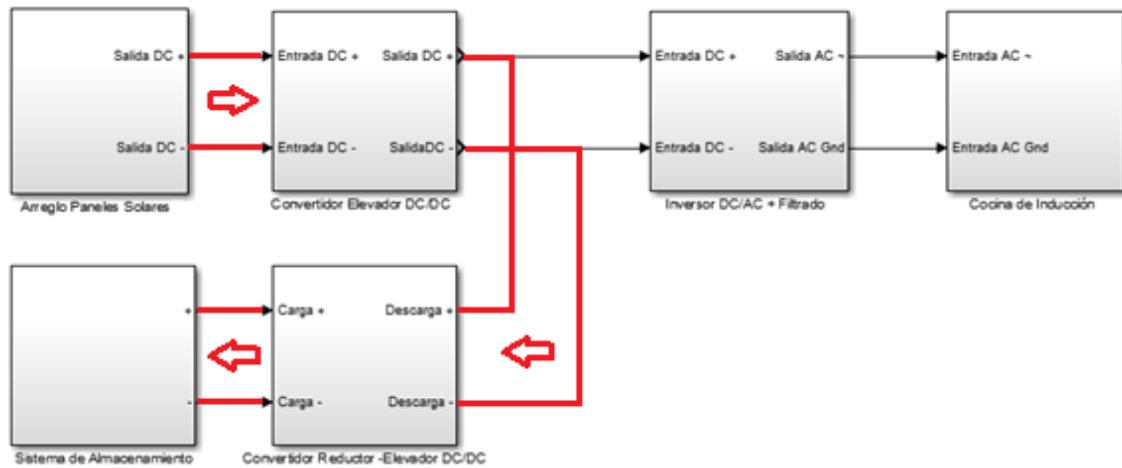 Salida DC +
Salida DC -
Arreglo Paneles Solares
Entrada DC +
Salida DC +
Entrada DC -
SalidaDC -
Convertidor Elevador DC/DC
Entrada DC +
Salida AC ~
Entrada DC -
Salida AC Gnd
Inversor DC/AC + Filtrado
Entrada AC ~
Entrada AC Gnd
Cocina de Inducción
+
-
Sistema de Almacenamiento
Carga +
Descarga +
Carga -
Descarga -
Convertidor Reductor -Elevador DC/DC